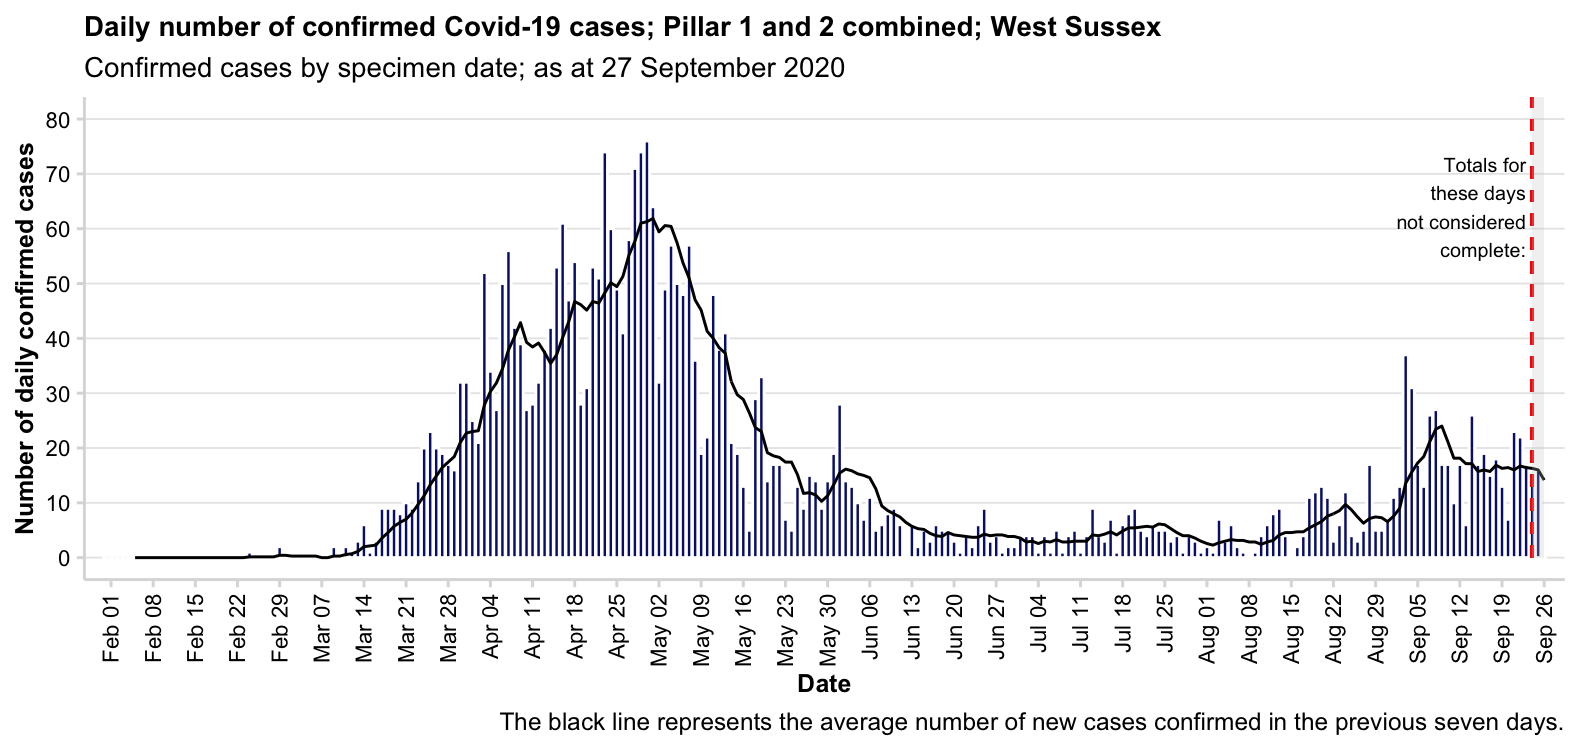 Daily number of confirmed Covid-19 cases; Pillar 1 and 2 combined; West Sussex
Confirmed cases by specimen date; as at 27 September 2020
Number of daily confirmed cases
80
70
60
50
40
30
20
10
0
Totals for
these days
not considered
complete:
Feb 01
Feb 08
Feb 15
Feb 22
Feb 29
Mar 07
Mar 14
Mar 21
Mar 28
Apr 04
Apr 11
Apr 18
Apr 25
May 02
May 09
May 16
May 23
May 30
Jun 06
Jun 13
Jun 20
Jun 27
Jul 04
Jul 11
Jul 18
Jul 25
Aug 01
Aug 08
Aug 15
Aug 22
Aug 29
Sep 05
Sep 12
Sep 19
Sep 26
Date
The black line represents the average number of new cases confirmed in the previous seven days.